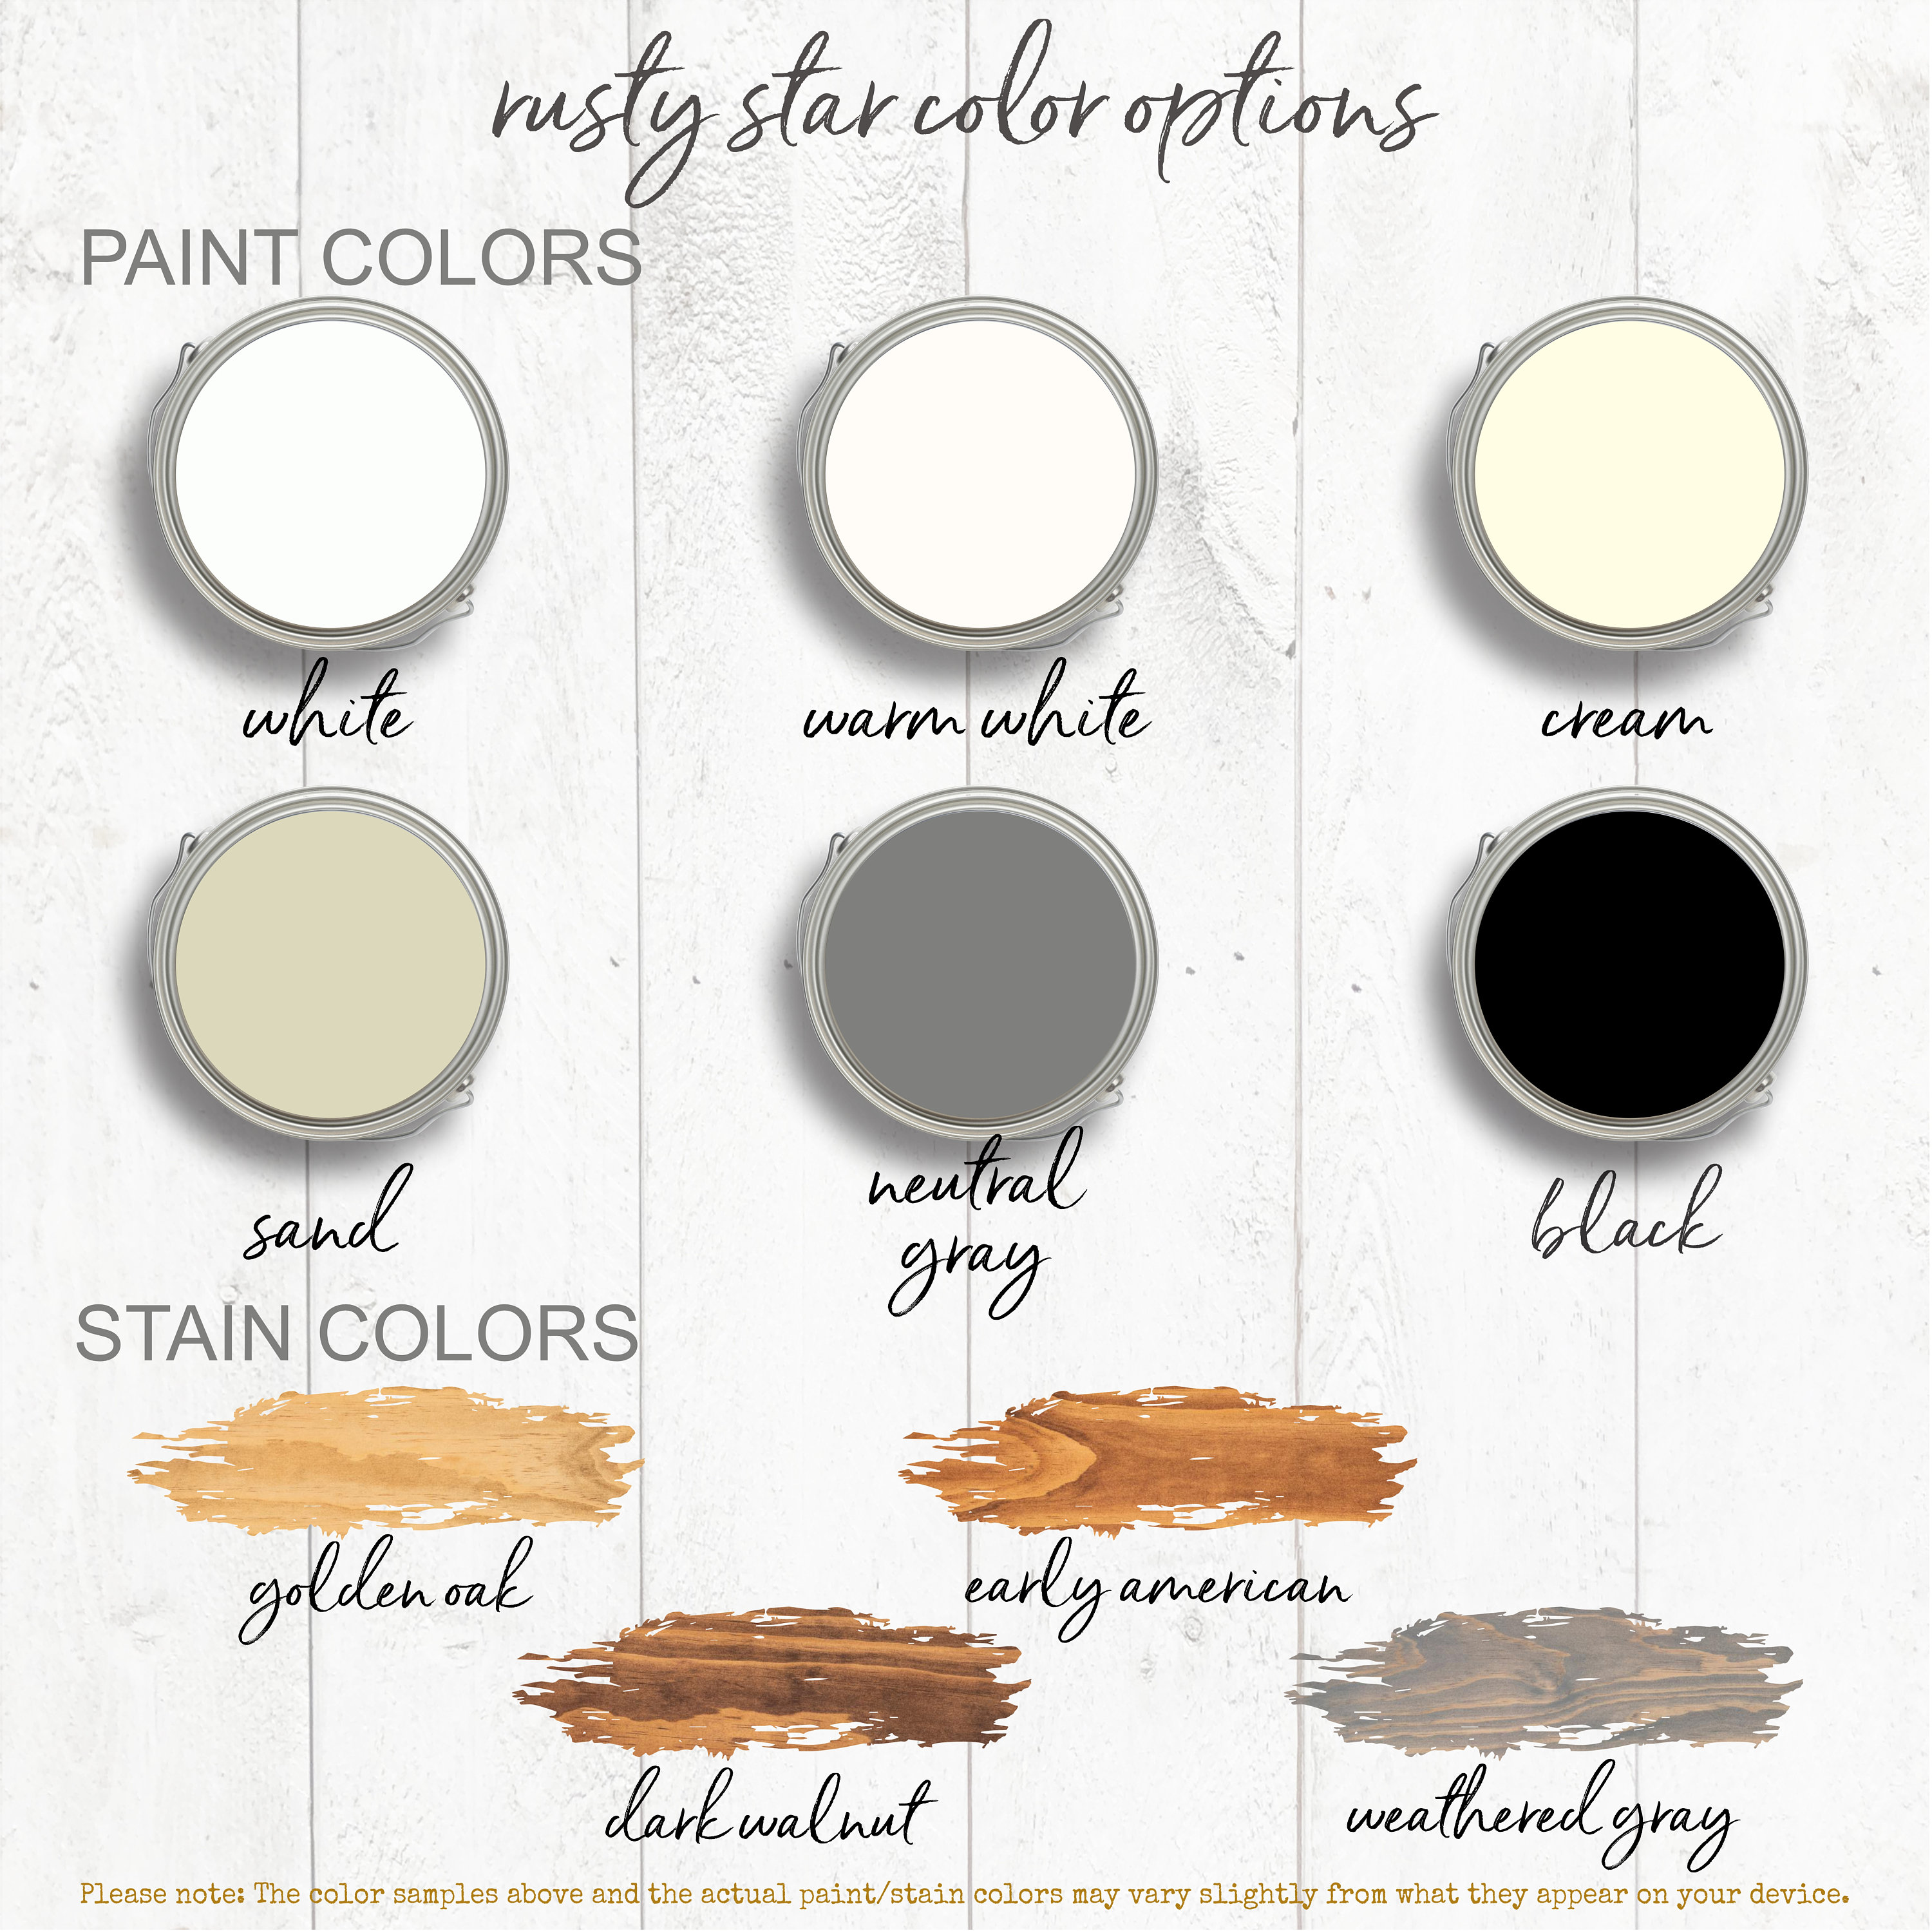 rusty star color options
PAINT COLORS
white
warm white
cream
sand
neutral
gray
black
STAIN COLORS
golden oak
early american
dark walnut
weathered gray
Please note: The color samples above and the actual paint/stain colors may vary slightly from what they appear on your device.